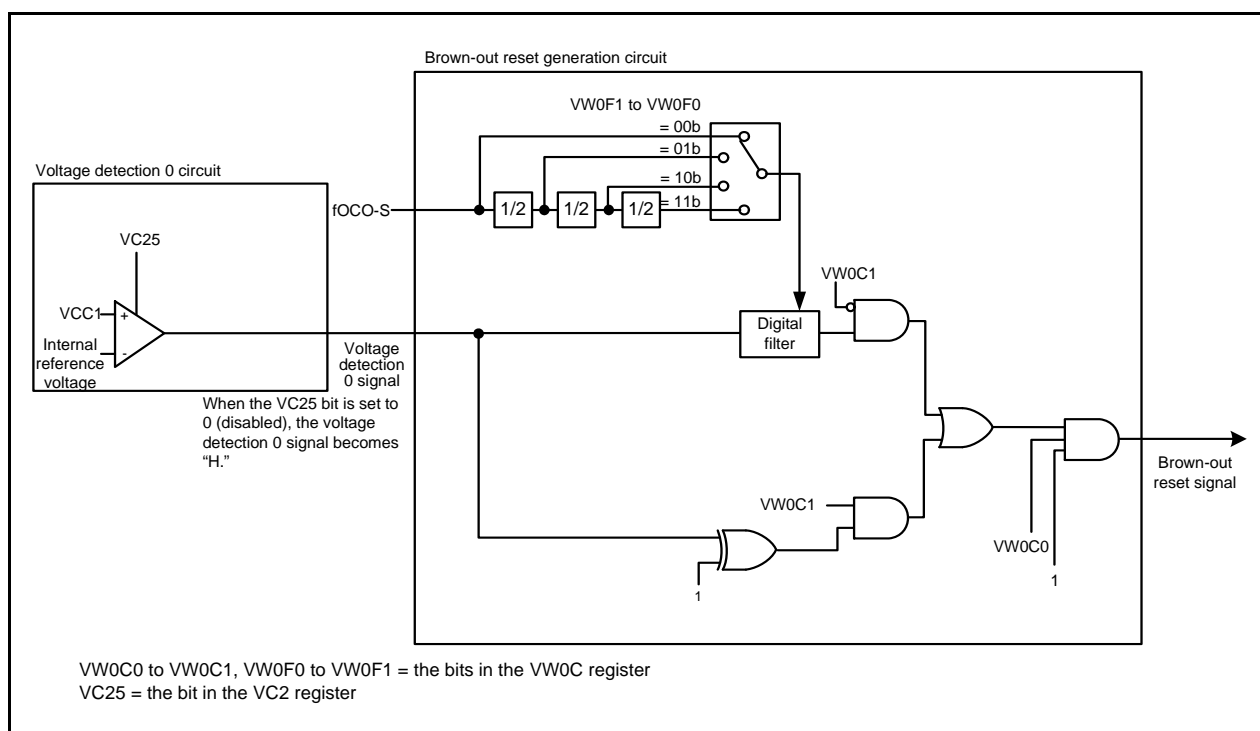 Brown-out reset generation circuit
VW0F1 to VW0F0
= 00b
= 01b
= 10b
= 11b
Voltage detection 0 circuit
fOCO-S
1/2
1/2
1/2
VC25
VW0C1
VCC1
+
-
Internal
reference
voltage
Digital
filter
Voltage
detection
0 signal
When the VC25 bit is set to
0 (disabled), the voltage
detection 0 signal becomes
“H.”
Brown-out
reset signal
VW0C1
VW0C0
1
1
VW0C0 to VW0C1, VW0F0 to VW0F1 = the bits in the VW0C register
VC25 = the bit in the VC2 register